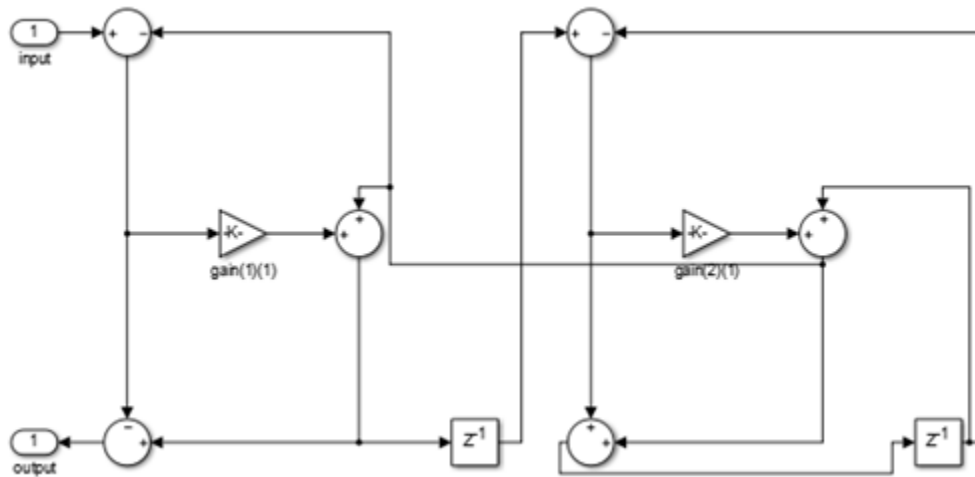 1
input
+
-
+
-
+
+
-K-
gain(1)(1)
+
+
-K-
gain(2)(1)
1
output
-
+
z-1
+
+
z-1